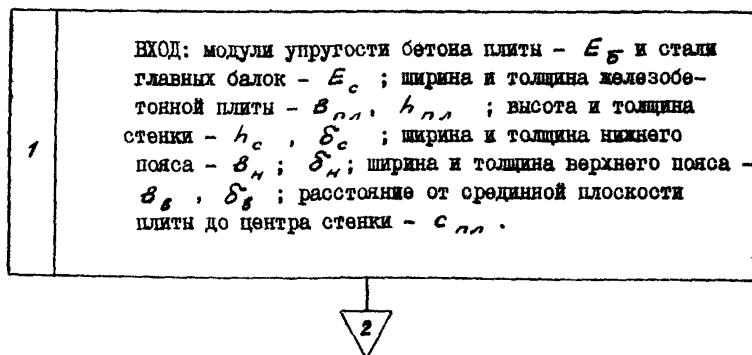 ВХОД: модули упругости бетона плиты - E_б и стали
главных балок - E_с ; ширина и толщина железобе-
тонной плиты - в_пл, h_пл ; высота и толщина
1
стенки - h_с , δ_с ; ширина и толщина нижнего
пояса - в_н ; δ_н ; ширина и толщина верхнего пояса -
в_в , δ_в ; расстояние от срединной плоскости
плиты до центра стенки - с_пл .
2